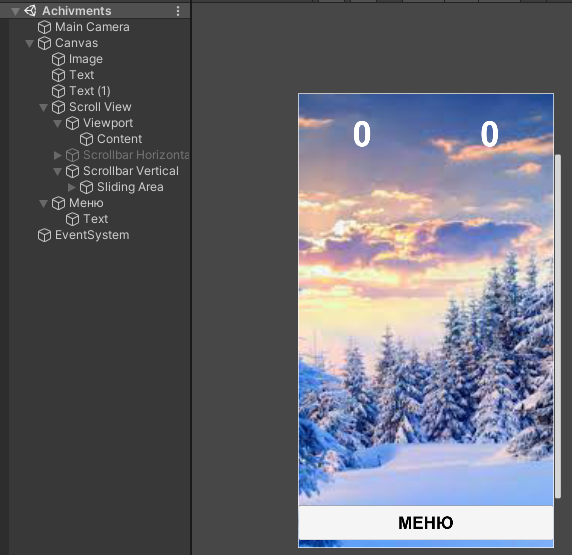 Achivments
Main Camera
Canvas
Image
Text
Text (1)
Scroll View
Viewport
Content
Scrollbar Horizonta
Scrollbar Vertical
Sliding Area
Меню
Text
EventSystem
0 0
МЕНЮ